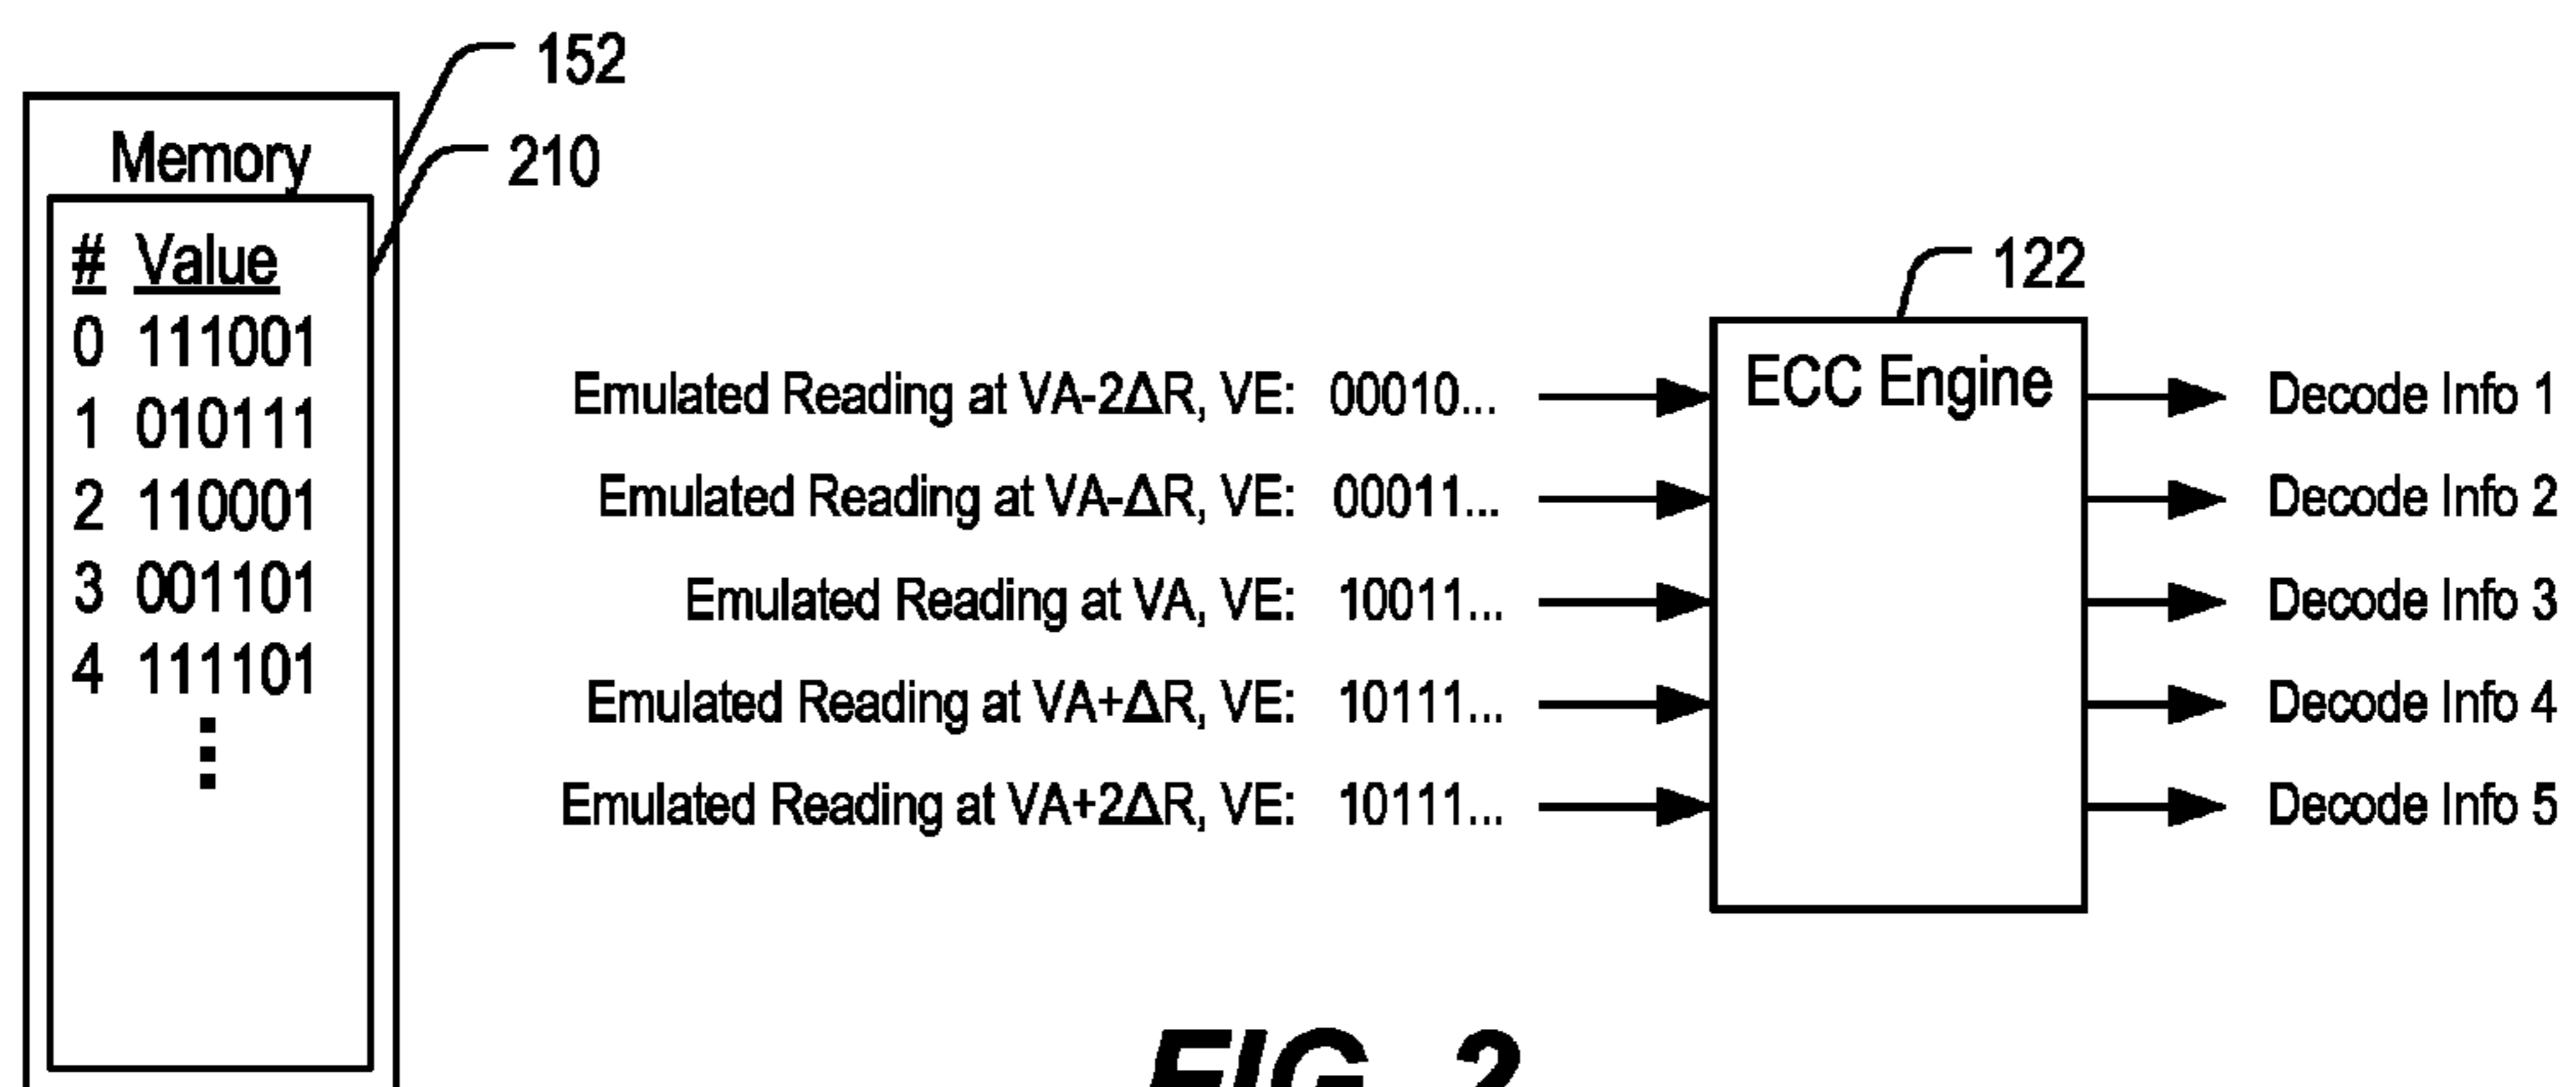 152
Memory
210
# Value
0 111001
1 010111
2 110001
3 001101
4 111101
122
ECC Engine
Emulated Reading at VA-2ΔR, VE: 00010... Decode Info 1
Emulated Reading at VA-ΔR, VE: 00011... Decode Info 2
Emulated Reading at VA, VE: 10011... Decode Info 3
Emulated Reading at VA+ΔR, VE: 10111... Decode Info 4
Emulated Reading at VA+2ΔR, VE: 10111... Decode Info 5
FIG. 2